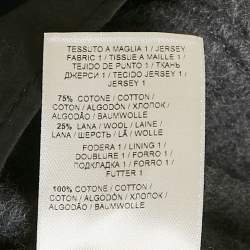 TESSUTO A MAGLIA 1 / JERSEY
FABRIC 1 / TISSUE A MAILLE 1 /
TEJIDO DE PUNTO 1 / ТКАНЬ
ДЖЕРСИ 1 / TECIDO JERSEY 1 /
JERSEY 1
75% COTONE / COTTON /
COTON / ALGODÓN / ХЛОПОК
/ ALGODÃO / BAUMWOLLE
25% LANA / WOOL / LAINE /
LANA / ШЕРСТЬ / LÃ / WOLLE
FODERA 1 / LINING 1 /
DOUBLURE 1 / FORRO 1 /
ПОДКЛАДКА 1 / FORRO 1 /
FUTTER 1
100% COTONE / COTTON /
COTON / ALGODÓN / ХЛОПОК
/ ALGODÃO / BAUMWOLLE